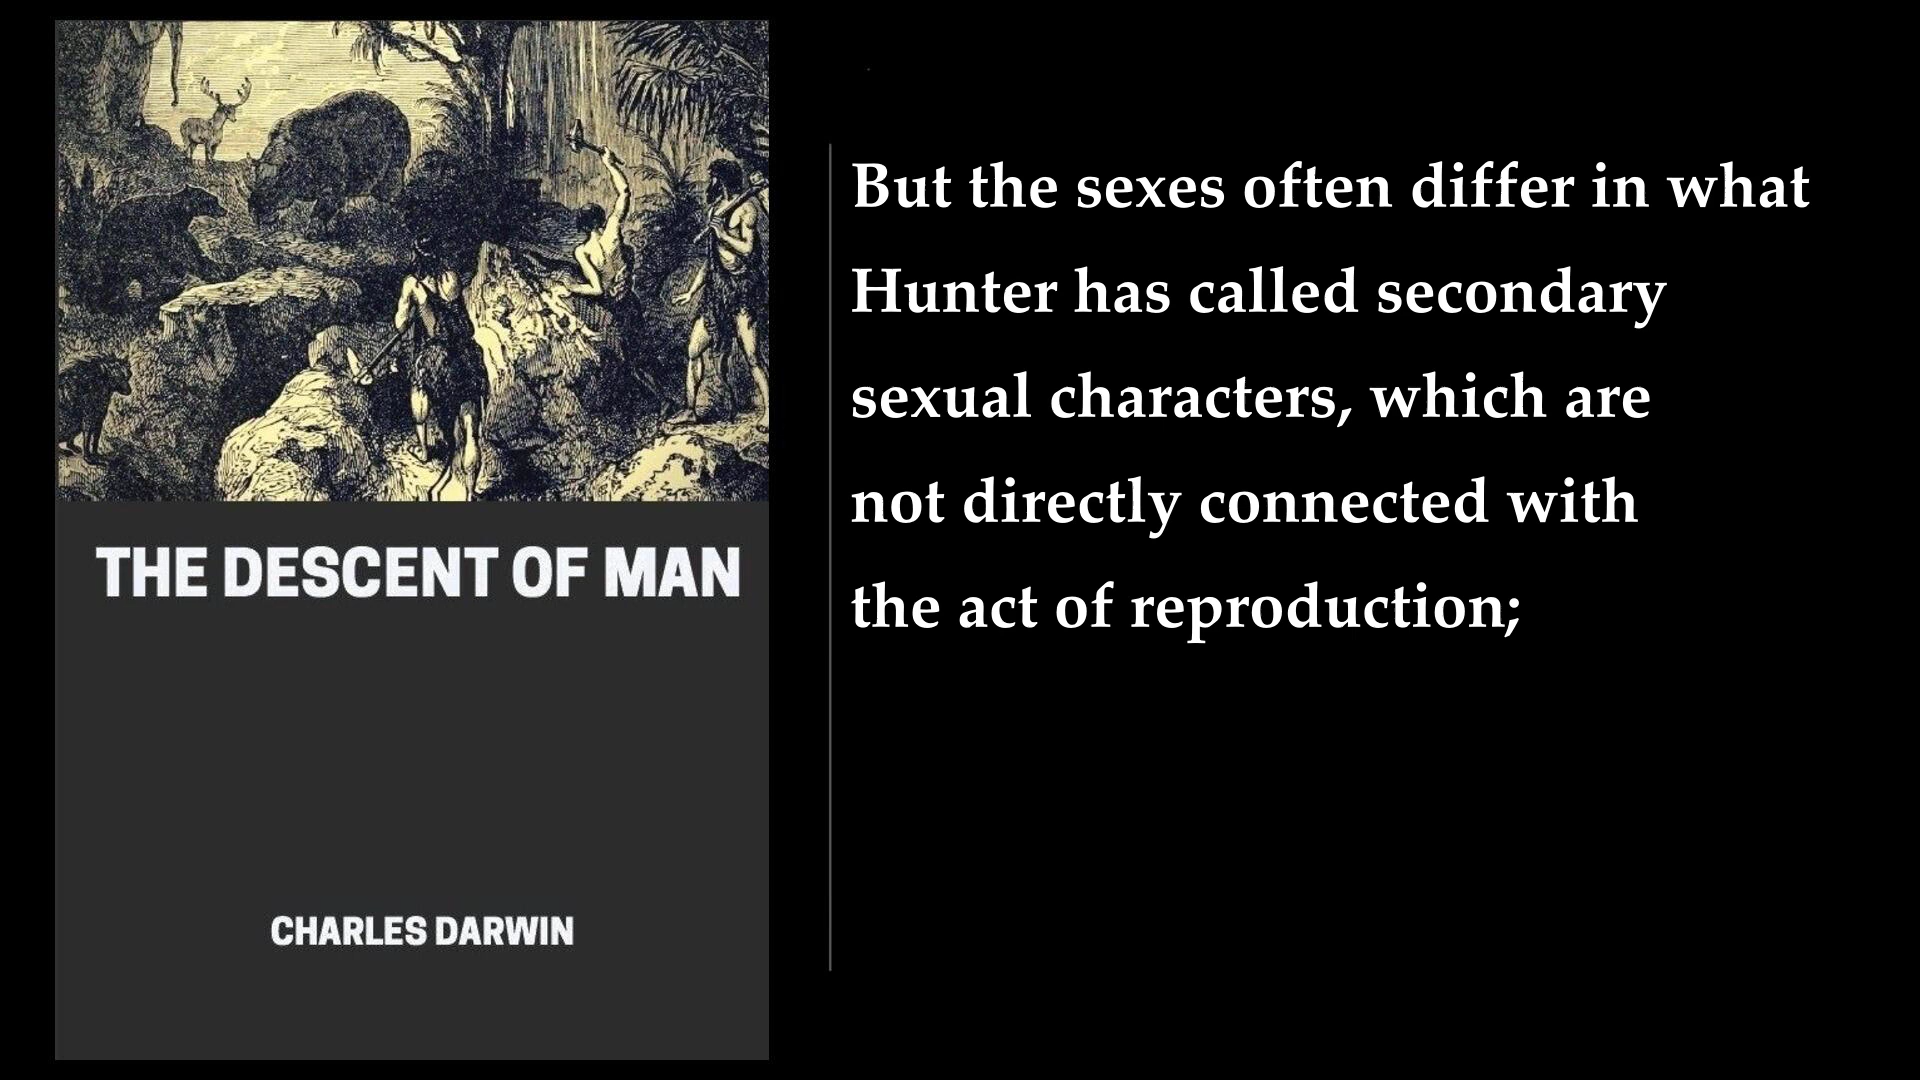 THE DESCENT OF MAN
CHARLES DARWIN
But the sexes often differ in what
Hunter has called secondary
sexual characters, which are
not directly connected with
the act of reproduction;